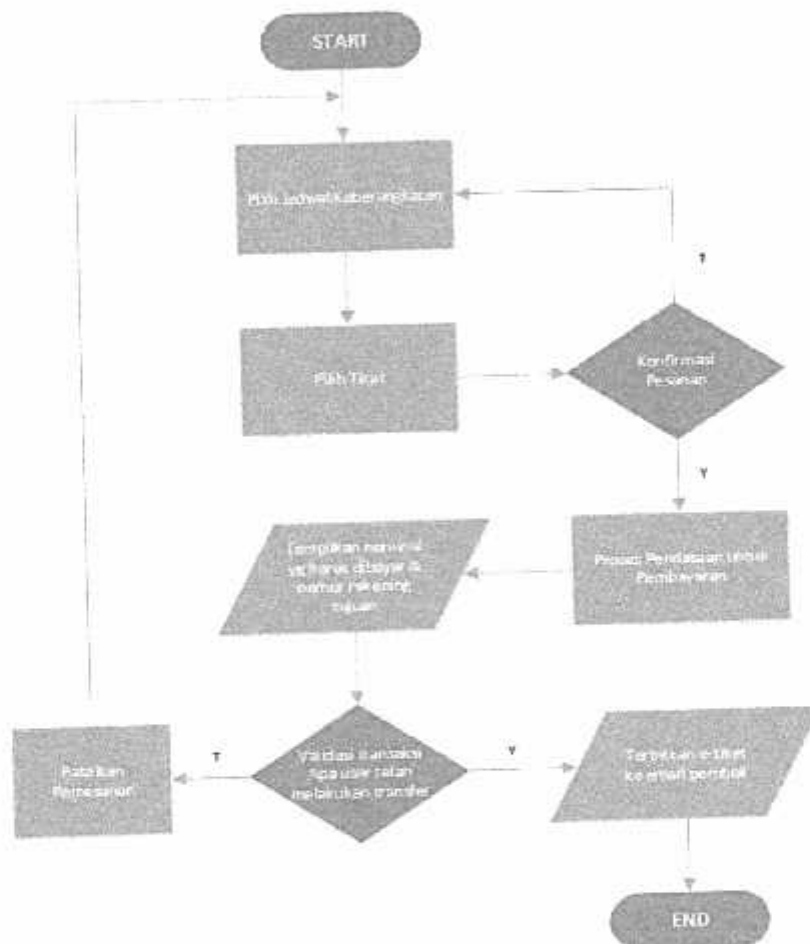 START
Pilih Jadwal Keberangkatan
T
Pilih Tiket
Konfirmasi
Pesanan
Y
Tampilkan nominal
yg harus dibayar &
nomor rekening
tujuan
Proses Pendataan untuk
Pembayaran
Batalkan
Pemesanan
T
Validasi transaksi
Apa user telah
melakukan transfer
Y
Terbitkan e-tiket
ke email pembeli
END